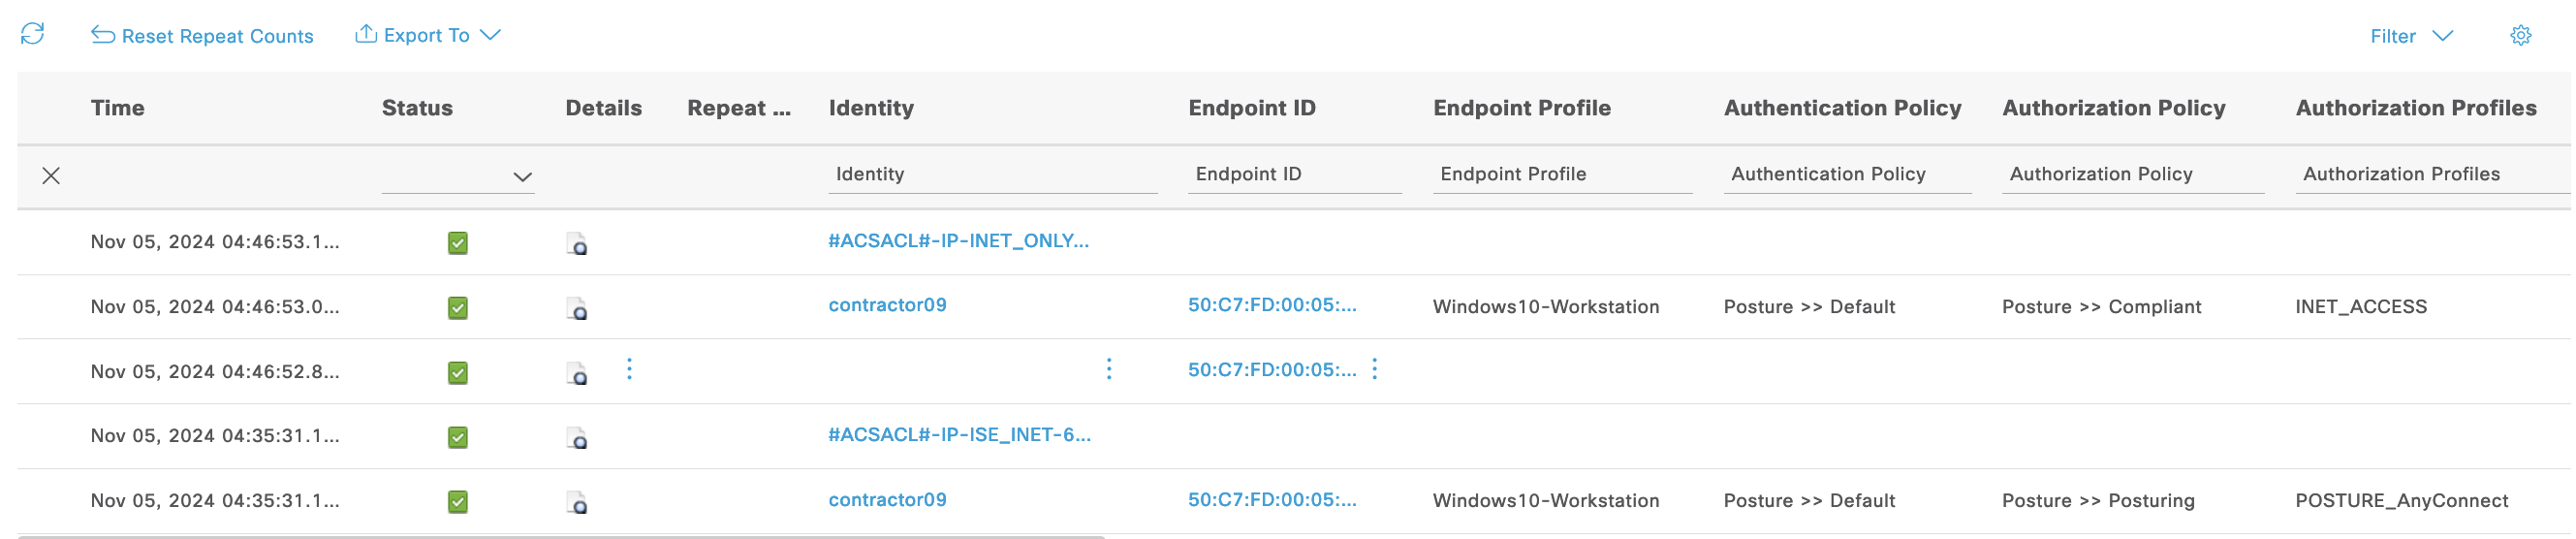 Reset Repeat Counts Export To Filter
Time Status Details Repeat ... Identity Endpoint ID Endpoint Profile Authentication Policy Authorization Policy Authorization Profiles
Identity Endpoint ID Endpoint Profile Authentication Policy Authorization Policy Authorization Profiles
Nov 05, 2024 04:46:53.1... #ACSACL#-IP-INET_ONLY...
Nov 05, 2024 04:46:53.0... contractor09 50:C7:FD:00:05:... Windows10-Workstation Posture >> Default Posture >> Compliant INET_ACCESS
Nov 05, 2024 04:46:52.8... 50:C7:FD:00:05:...
Nov 05, 2024 04:35:31.1... #ACSACL#-IP-ISE_INET-6...
Nov 05, 2024 04:35:31.1... contractor09 50:C7:FD:00:05:... Windows10-Workstation Posture >> Default Posture >> Posturing POSTURE_AnyConnect